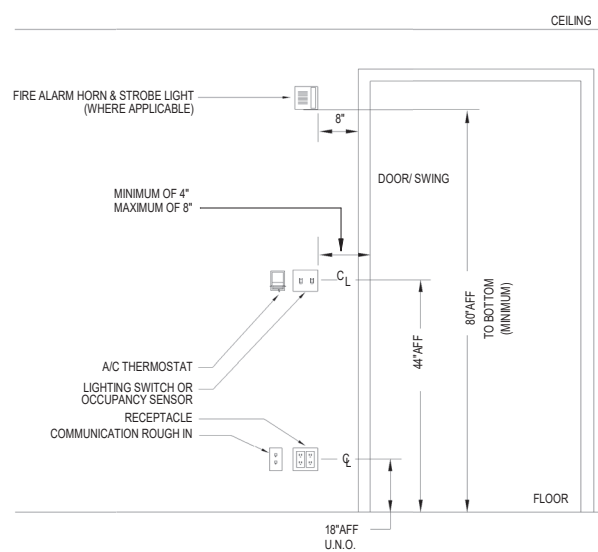 CEILING
FIRE ALARM HORN & STROBE LIGHT
(WHERE APPLICABLE)
8"
DOOR/ SWING
MINIMUM OF 4"
MAXIMUM OF 8"
CL
80"AFF
TO BOTTOM
(MINIMUM)
44"AFF
A/C THERMOSTAT
LIGHTING SWITCH OR
OCCUPANCY SENSOR
RECEPTACLE
COMMUNICATION ROUGH IN
CL
FLOOR
18"AFF
U.N.O.